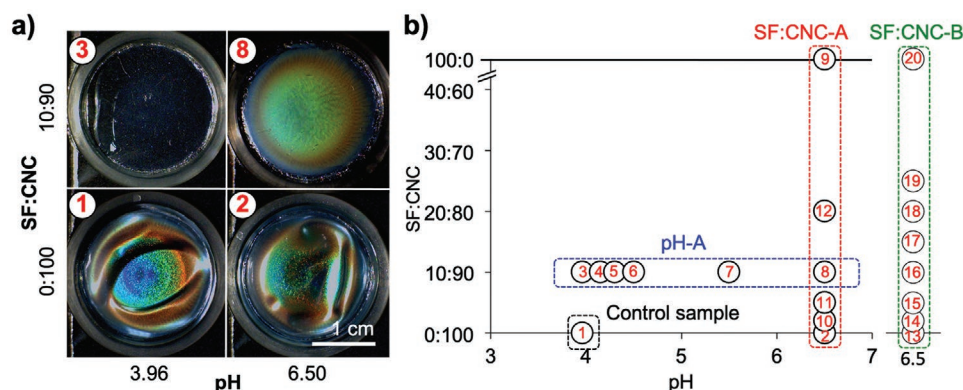 a)
3
8
10:90
SF:CNC
1
2
0:100
1 cm
3.96
pH
6.50
b)
SF:CNC-A
SF:CNC-B
100:0
9
20
40:60
30:70
SF:CNC
19
20:80
12
18
17
pH-A
10:90
3 4 5 6 7 8
16
Control sample
11
15
10
14
0:100
1
2
13
3 4 5 6 7
6.5
pH